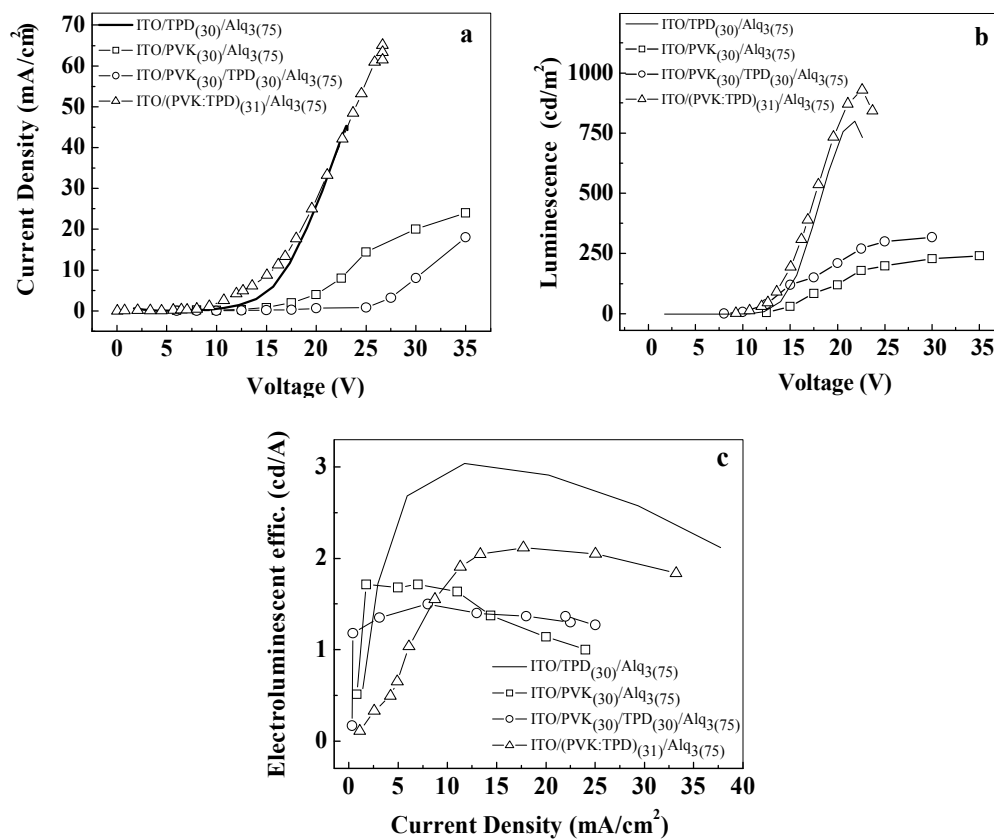 a
ITO/TPD(30)/Alq3(75)
ITO/PVK(30)/Alq3(75)
ITO/PVK(30)/TPD(30)/Alq3(75)
ITO/(PVK:TPD)(31)/Alq3(75)
70
60
50
40
30
20
10
0
Current Density (mA/cm2)
0 5 10 15 20 25 30 35
Voltage (V)
b
ITO/TPD(30)/Alq3(75)
ITO/PVK(30)/Alq3(75)
ITO/PVK(30)/TPD(30)/Alq3(75)
ITO/(PVK:TPD)(31)/Alq3(75)
1000
750
500
250
0
Luminescence (cd/m2)
0 5 10 15 20 25 30 35
Voltage (V)
c
3
2
1
0
Electroluminescent effic. (cd/A)
ITO/TPD(30)/Alq3(75)
ITO/PVK(30)/Alq3(75)
ITO/PVK(30)/TPD(30)/Alq3(75)
ITO/(PVK:TPD)(31)/Alq3(75)
0 5 10 15 20 25 30 35 40
Current Density (mA/cm2)